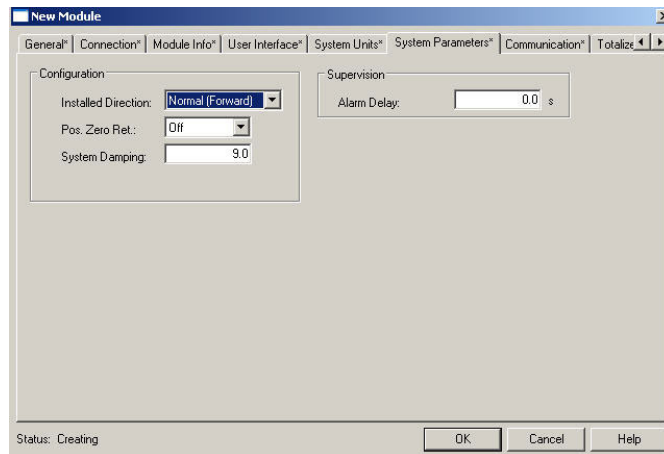 New Module
General* Connection* Module Info* User Interface* System Units* System Parameters* Communication* Totalize
Configuration
Installed Direction: Normal (Forward)
Pos. Zero Ret.: Off
System Damping: 9.0
Supervision
Alarm Delay: 0.0 s
Status: Creating OK Cancel Help